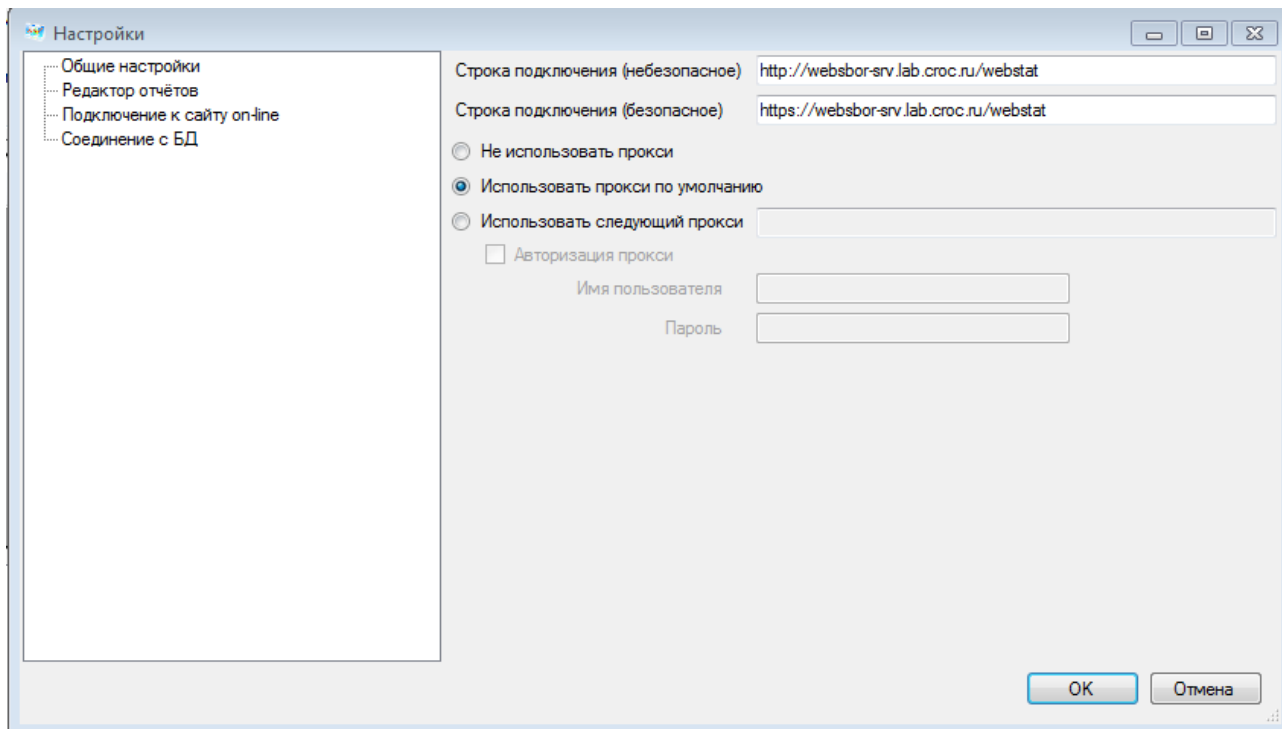 Настройки
Общие настройки
Редактор отчётов
Подключение к сайту on-line
Соединение с БД
Строка подключения (небезопасное) http://websbor-srv.lab.croc.ru/webstat
Строка подключения (безопасное) https://websbor-srv.lab.croc.ru/webstat
Не использовать прокси
Использовать прокси по умолчанию
Использовать следующий прокси
Авторизация прокси
Имя пользователя
Пароль
OK Отмена